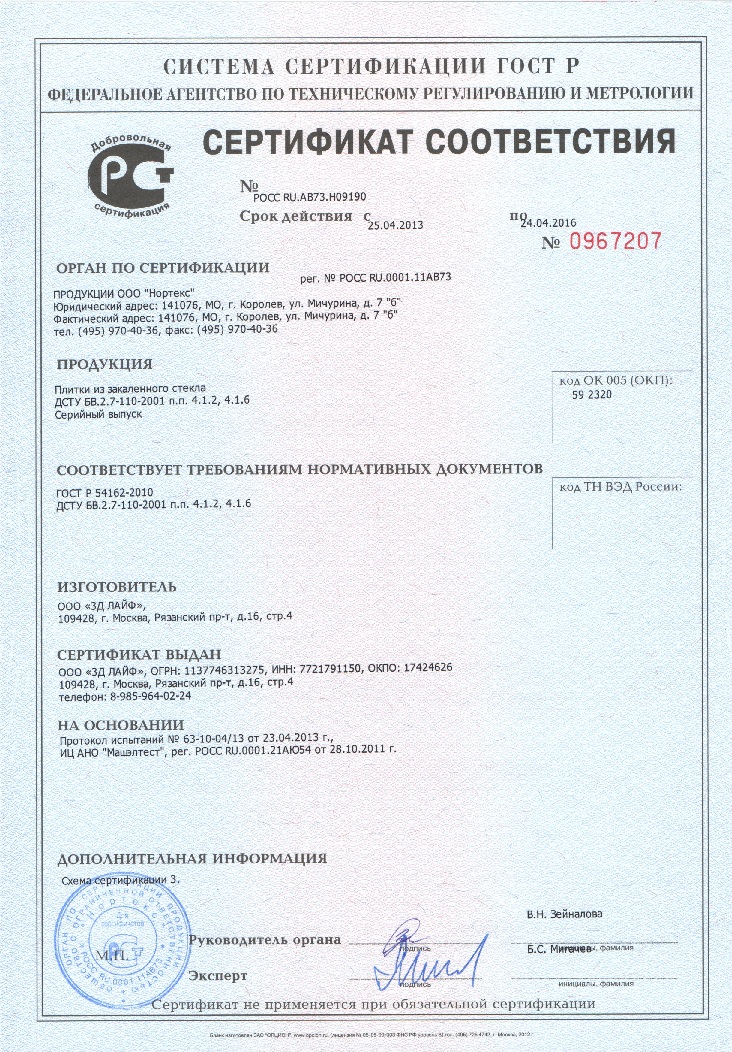 СИСТЕМА СЕРТИФИКАЦИИ ГОСТ Р
ФЕДЕРАЛЬНОЕ АГЕНТСТВО ПО ТЕХНИЧЕСКОМУ РЕГУЛИРОВАНИЮ И МЕТРОЛОГИИ
Добровольная
РСТ
сертификация
СЕРТИФИКАТ СООТВЕТСТВИЯ
№ РОСС RU.АВ73.Н09190
Срок действия с 25.04.2013 по 24.04.2016
№ 0967207
ОРГАН ПО СЕРТИФИКАЦИИ рег. № РОСС RU.0001.11АВ73
ПРОДУКЦИИ ООО "Нортекс"
Юридический адрес: 141076, МО, г. Королев, ул. Мичурина, д. 7 "б"
Фактический адрес: 141076, МО, г. Королев, ул. Мичурина, д. 7 "б"
тел. (495) 970-40-36, факс: (495) 970-40-36
ПРОДУКЦИЯ
Плитки из закаленного стекла
ДСТУ БВ.2.7-110-2001 п.п. 4.1.2, 4.1.6
Серийный выпуск
код ОК 005 (ОКП):
59 2320
СООТВЕТСТВУЕТ ТРЕБОВАНИЯМ НОРМАТИВНЫХ ДОКУМЕНТОВ
ГОСТ Р 54162-2010
ДСТУ БВ.2.7-110-2001 п.п. 4.1.2, 4.1.6
код ТН ВЭД России:
ИЗГОТОВИТЕЛЬ
ООО «3Д ЛАЙФ»,
109428, г. Москва, Рязанский пр-т, д.16, стр.4
СЕРТИФИКАТ ВЫДАН
ООО «3Д ЛАЙФ», ОГРН: 1137746313275, ИНН: 7721791150, ОКПО: 17424626
109428, г. Москва, Рязанский пр-т, д.16, стр.4
телефон: 8-985-964-02-24
НА ОСНОВАНИИ
Протокол испытаний № 63-10-04/13 от 23.04.2013 г.,
ИЦ АНО "Машэлтест", рег. РОСС RU.0001.21АЮ54 от 28.10.2011 г.
ДОПОЛНИТЕЛЬНАЯ ИНФОРМАЦИЯ
Схема сертификации 3.
М.П.
В.Н. Зейналова
Руководитель органа
подпись
Б.С. Мигачев
инициалы, фамилия
Эксперт
подпись
инициалы, фамилия
Сертификат не применяется при обязательной сертификации